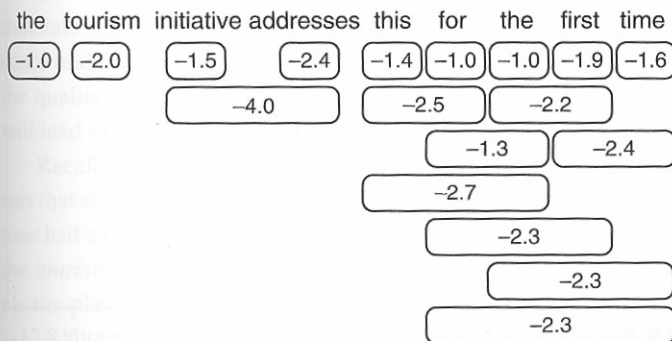 the tourism initiative addresses this for the first time
–1.0 –2.0 –1.5 –2.4 –1.4 –1.0 –1.0 –1.9 –1.6
–4.0 –2.5 –2.2
–1.3 –2.4
–2.7
–2.3
–2.3
–2.3